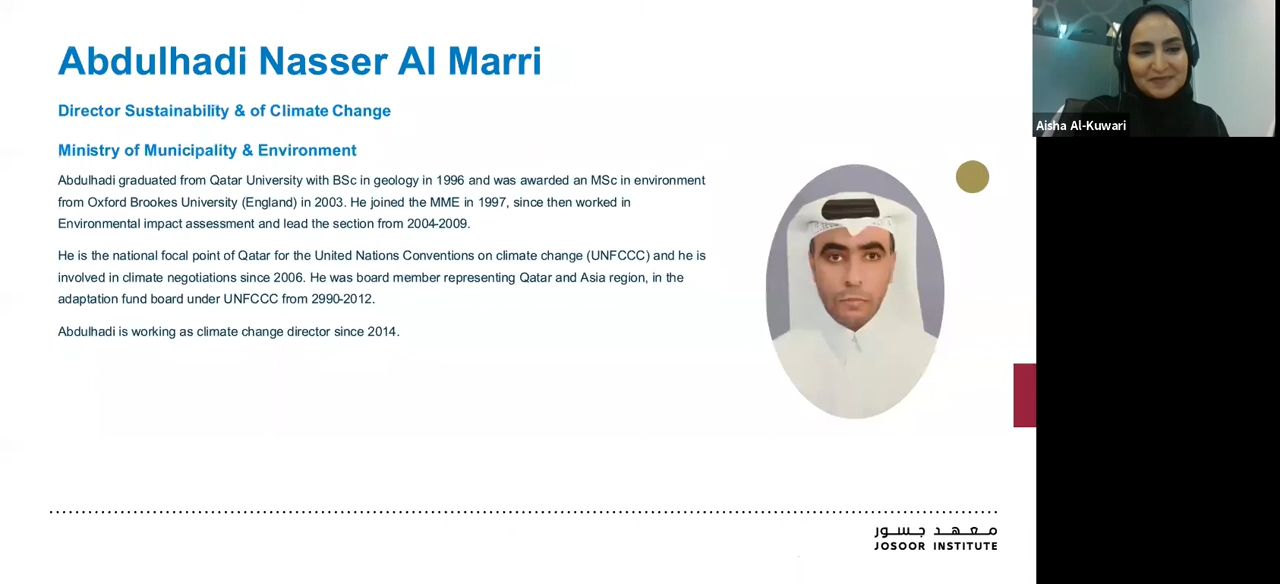 Abdulhadi Nasser Al Marri
Director Sustainability & of Climate Change
Ministry of Municipality & Environment
Abdulhadi graduated from Qatar University with BSc in geology in 1996 and was awarded an MSc in environment
from Oxford Brookes University (England) in 2003. He joined the MME in 1997, since then worked in
Environmental impact assessment and lead the section from 2004-2009.
He is the national focal point of Qatar for the United Nations Conventions on climate change (UNFCCC) and he is
involved in climate negotiations since 2006. He was board member representing Qatar and Asia region, in the
adaptation fund board under UNFCCC from 2990-2012.
Abdulhadi is working as climate change director since 2014.
Aisha Al-Kuwari
معهد جسور
JOSOOR INSTITUTE